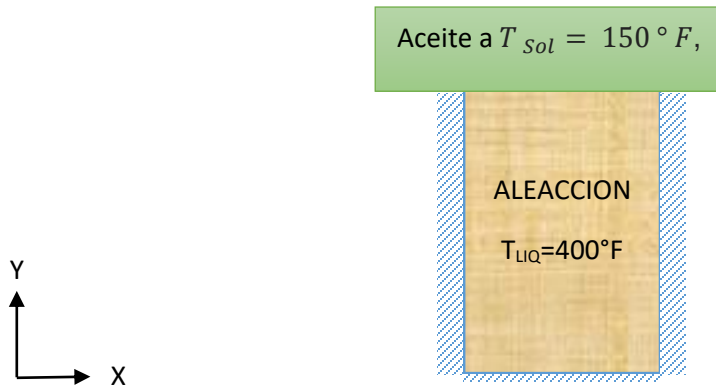 Aceite a T Sol = 150 ° F,
ALEACCION
TLIQ=400°F
Y
X